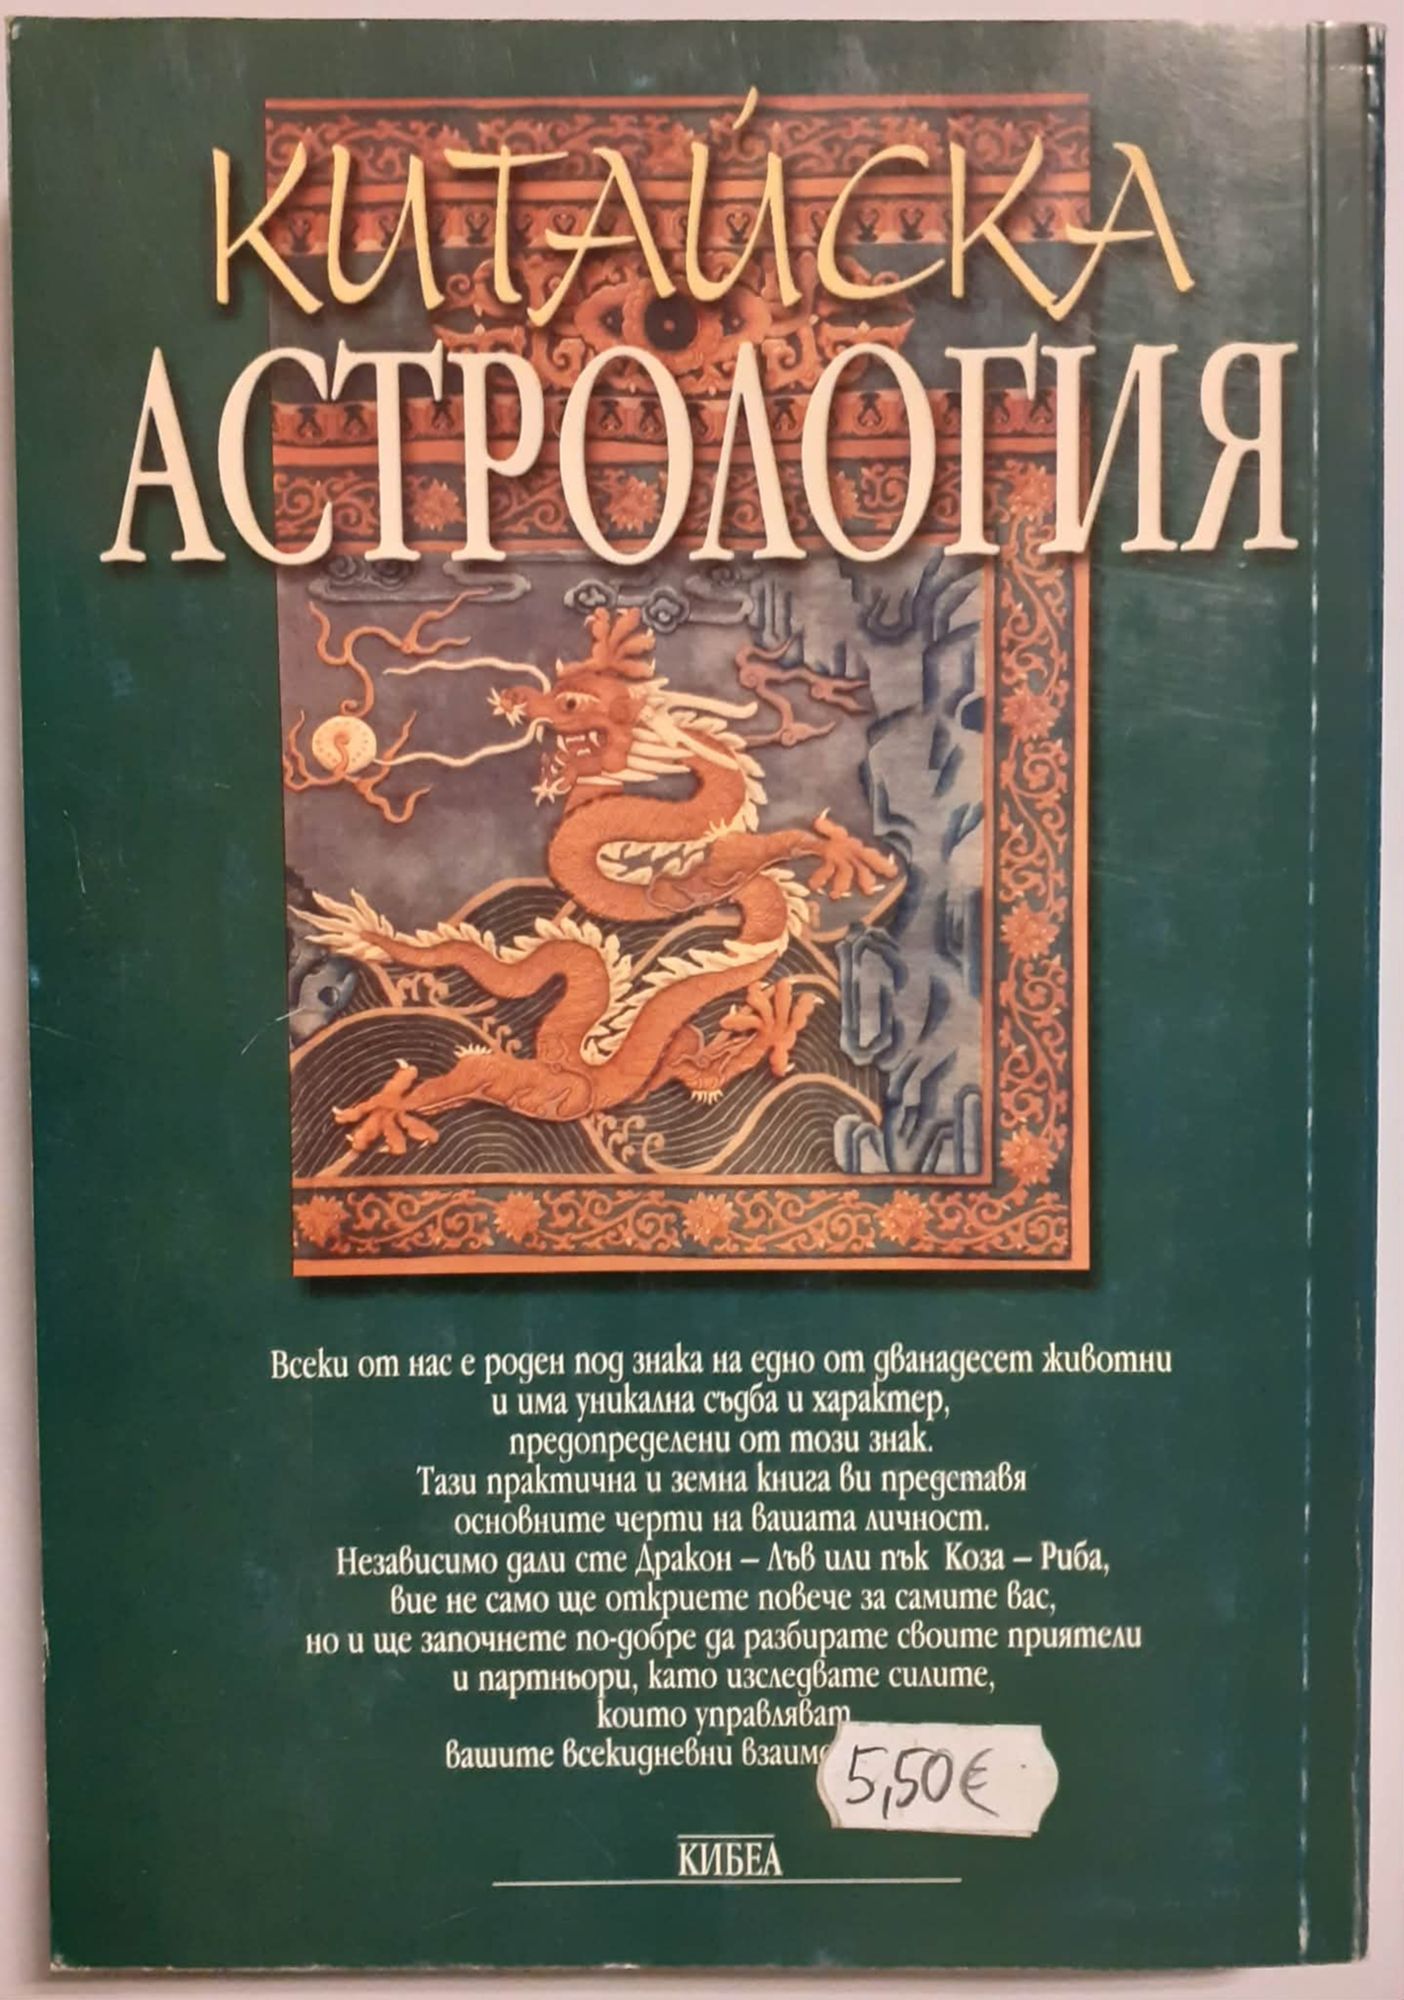 КИТАЙСКА
АСТРОЛОГИЯ
Всеки от нас е роден под знака на едно от дванадесет животни
и има уникална съдба и характер,
предопределени от този знак.
Тази практична и земна книга ви представя
основните черти на вашата личност.
Независимо дали сте Дракон – Лъв или пък Коза – Риба,
вие не само ще откриете повече за самите вас,
но и ще започнете по-добре да разбирате своите приятели
и партньори, като изследвате силите,
които управляват
вашите всекидневни
5,50€
КИБЕА